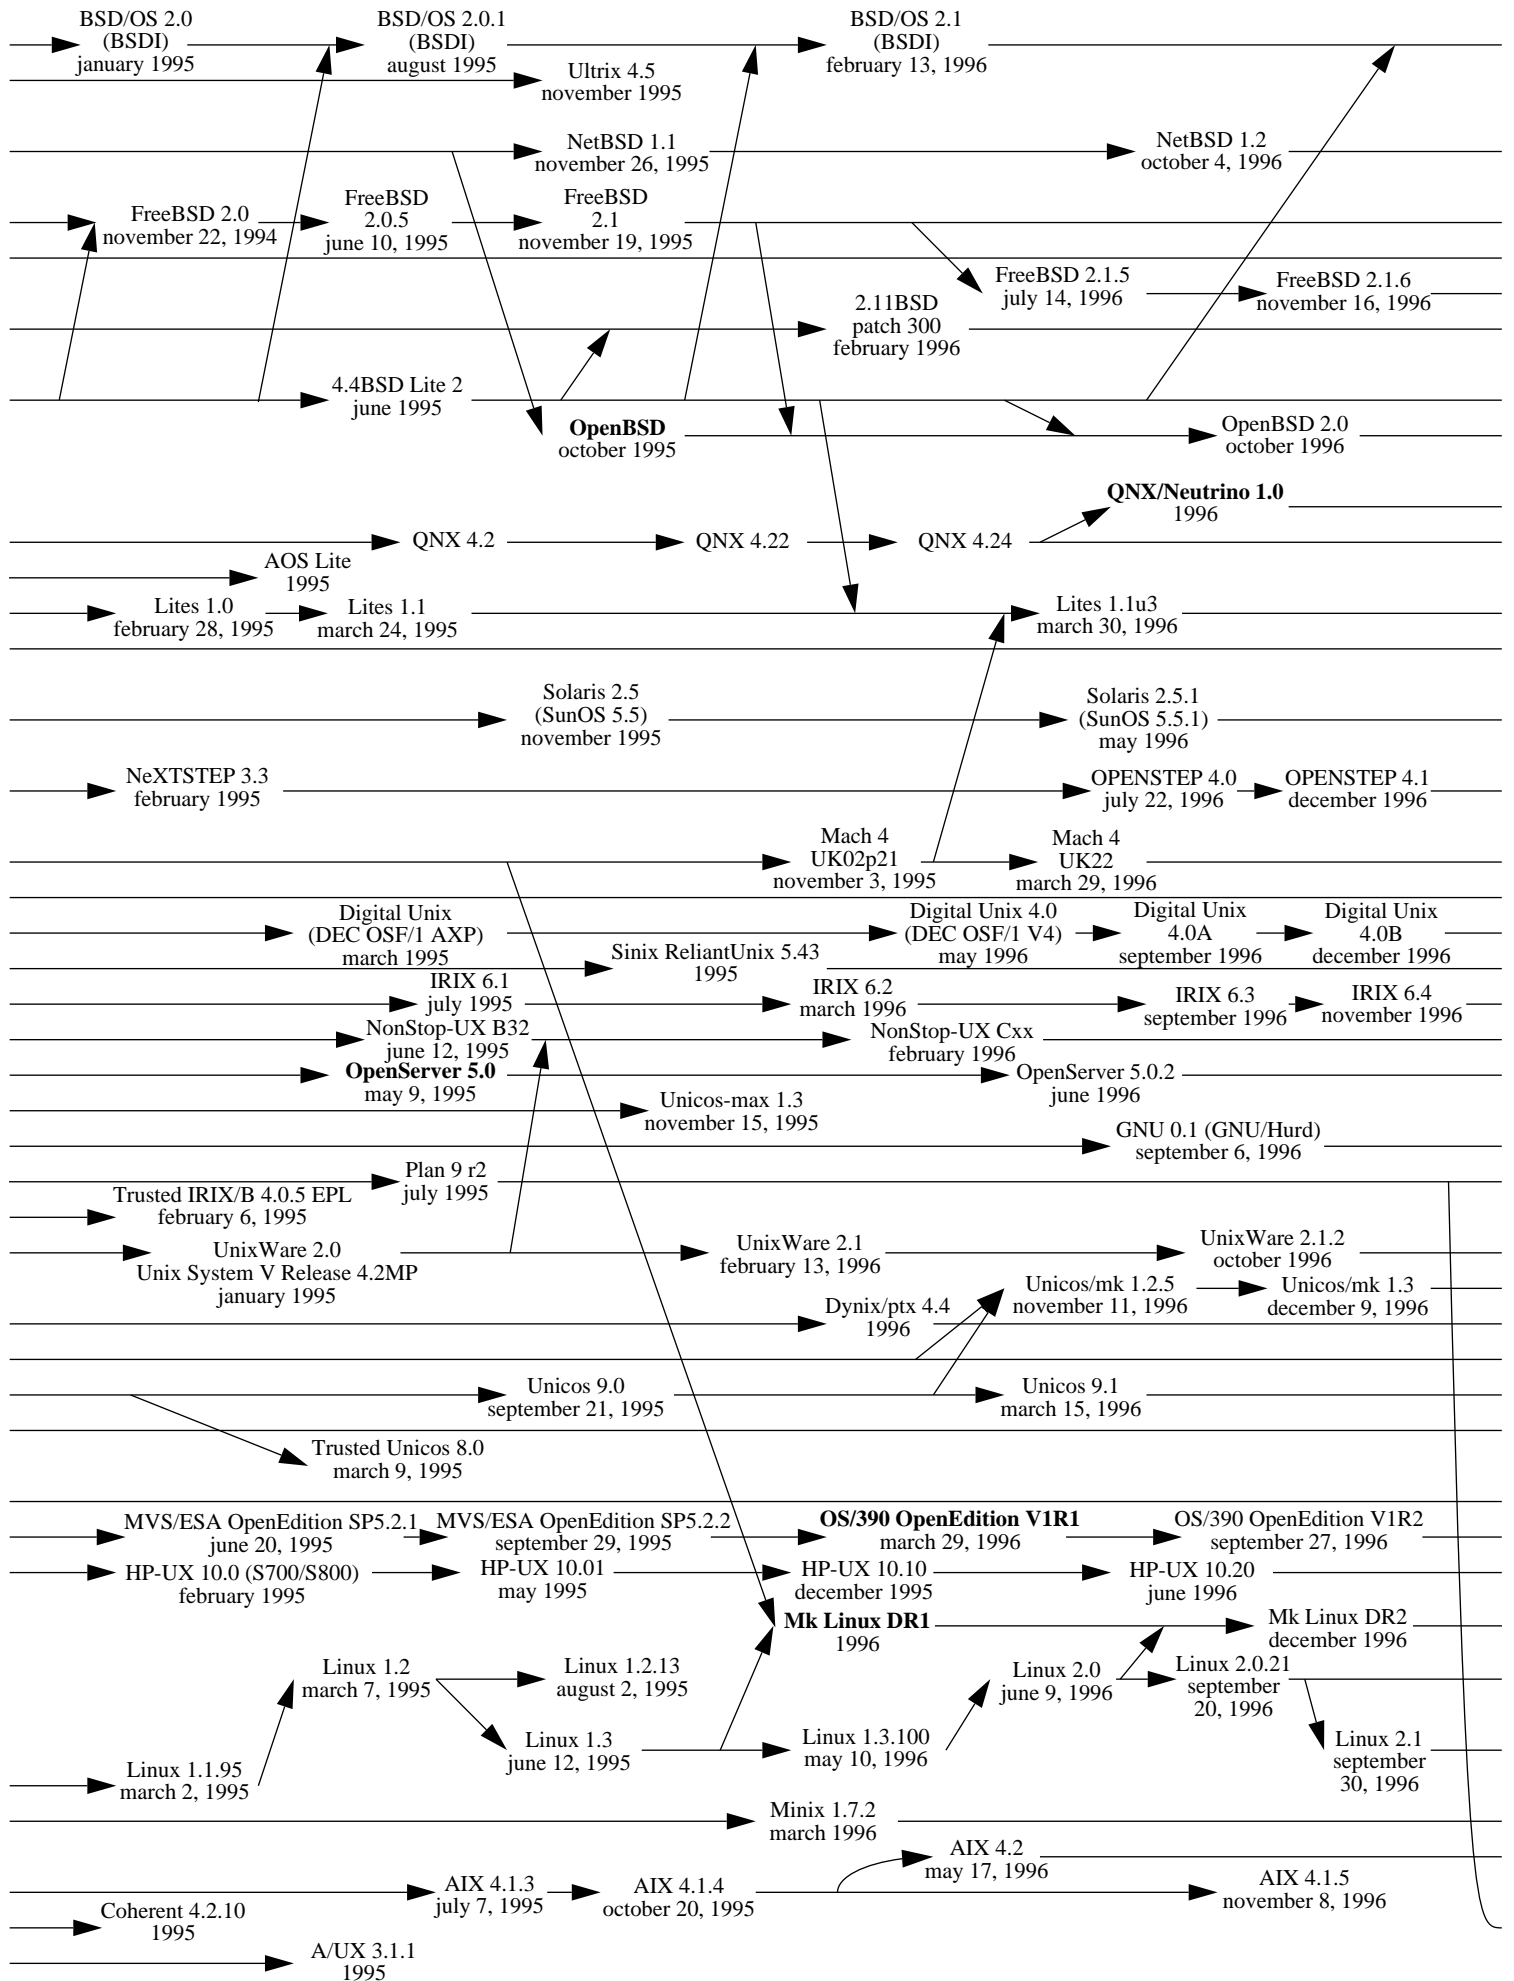 BSD/OS 2.0
(BSDI)
january 1995
BSD/OS 2.0.1
(BSDI)
august 1995
BSD/OS 2.1
(BSDI)
february 13, 1996
Ultrix 4.5
november 1995
NetBSD 1.1
november 26, 1995
NetBSD 1.2
october 4, 1996
FreeBSD 2.0
november 22, 1994
FreeBSD
2.0.5
june 10, 1995
FreeBSD
2.1
november 19, 1995
FreeBSD 2.1.5
july 14, 1996
FreeBSD 2.1.6
november 16, 1996
2.11BSD
patch 300
february 1996
4.4BSD Lite 2
june 1995
OpenBSD
october 1995
OpenBSD 2.0
october 1996
QNX/Neutrino 1.0
1996
QNX 4.2
QNX 4.22
QNX 4.24
AOS Lite
1995
Lites 1.0
february 28, 1995
Lites 1.1
march 24, 1995
Lites 1.1u3
march 30, 1996
Solaris 2.5
(SunOS 5.5)
november 1995
Solaris 2.5.1
(SunOS 5.5.1)
may 1996
NeXTSTEP 3.3
february 1995
OPENSTEP 4.0
july 22, 1996
OPENSTEP 4.1
december 1996
Mach 4
UK02p21
november 3, 1995
Mach 4
UK22
march 29, 1996
Digital Unix
(DEC OSF/1 AXP)
march 1995
Digital Unix 4.0
(DEC OSF/1 V4)
may 1996
Digital Unix
4.0A
september 1996
Digital Unix
4.0B
december 1996
Sinix ReliantUnix 5.43
1995
IRIX 6.1
july 1995
IRIX 6.2
march 1996
IRIX 6.3
september 1996
IRIX 6.4
november 1996
NonStop-UX B32
june 12, 1995
NonStop-UX Cxx
february 1996
OpenServer 5.0
may 9, 1995
OpenServer 5.0.2
june 1996
Unicos-max 1.3
november 15, 1995
GNU 0.1 (GNU/Hurd)
september 6, 1996
Plan 9 r2
july 1995
Trusted IRIX/B 4.0.5 EPL
february 6, 1995
UnixWare 2.0
Unix System V Release 4.2MP
january 1995
UnixWare 2.1
february 13, 1996
UnixWare 2.1.2
october 1996
Unicos/mk 1.2.5
november 11, 1996
Unicos/mk 1.3
december 9, 1996
Dynix/ptx 4.4
1996
Unicos 9.0
september 21, 1995
Unicos 9.1
march 15, 1996
Trusted Unicos 8.0
march 9, 1995
MVS/ESA OpenEdition SP5.2.1
june 20, 1995
MVS/ESA OpenEdition SP5.2.2
september 29, 1995
OS/390 OpenEdition V1R1
march 29, 1996
OS/390 OpenEdition V1R2
september 27, 1996
HP-UX 10.0 (S700/S800)
february 1995
HP-UX 10.01
may 1995
HP-UX 10.10
december 1995
HP-UX 10.20
june 1996
Mk Linux DR1
1996
Mk Linux DR2
december 1996
Linux 1.2
march 7, 1995
Linux 1.2.13
august 2, 1995
Linux 2.0
june 9, 1996
Linux 2.0.21
september
20, 1996
Linux 1.3
june 12, 1995
Linux 1.3.100
may 10, 1996
Linux 2.1
september
30, 1996
Linux 1.1.95
march 2, 1995
Minix 1.7.2
march 1996
AIX 4.2
may 17, 1996
AIX 4.1.3
july 7, 1995
AIX 4.1.4
october 20, 1995
AIX 4.1.5
november 8, 1996
Coherent 4.2.10
1995
A/UX 3.1.1
1995